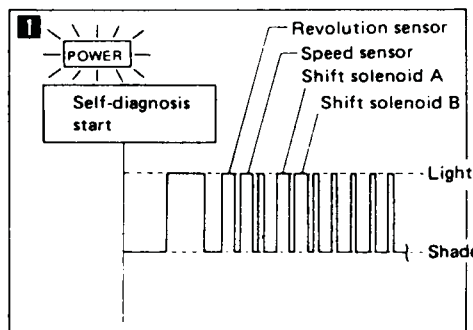 1
Revolution sensor
POWER
Speed sensor
Shift solenoid A
Self-diagnosis
start
Shift solenoid B
Light
Shade